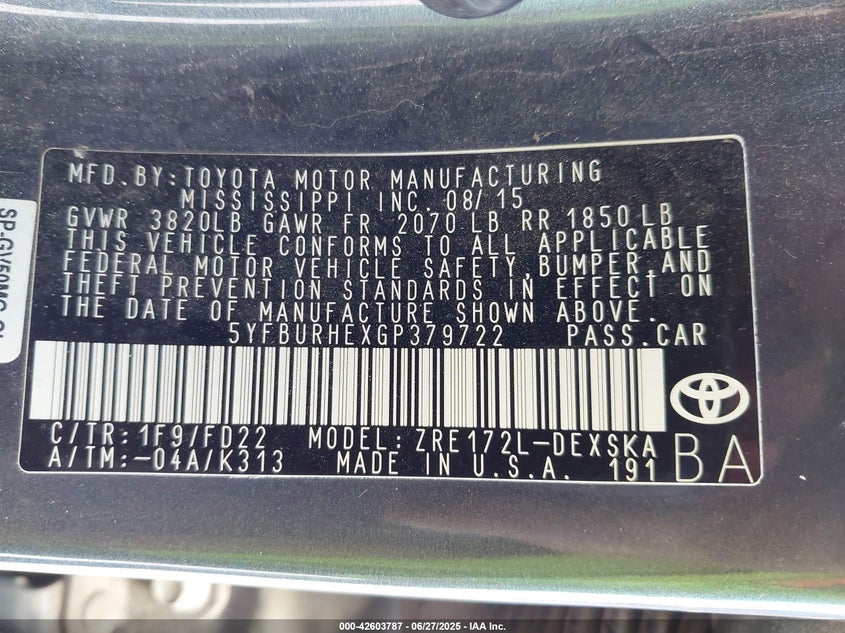 MFD.BY:TOYOTA MOTOR MANUFACTURING
MISSISSIPPI INC. 08/15
GVWR 3820LB GAWR FR 2070 LB RR 1850 LB
THIS VEHICLE CONFORMS TO ALL APPLICABLE
FEDERAL MOTOR VEHICLE SAFETY,BUMPER,AND
THEFT PREVENTION STANDARDS IN EFFECT ON
THE DATE OF MANUFACTURE SHOWN ABOVE.
5YFBURHEXGP379722 PASS.CAR
C/TR:1F9/FD22 MODEL:ZRE172L-DEXSKA
A/TM:-04A/K313 MADE IN U.S.A. 191
BA
000-42603787 - 06/27/2025 - IAA Inc.